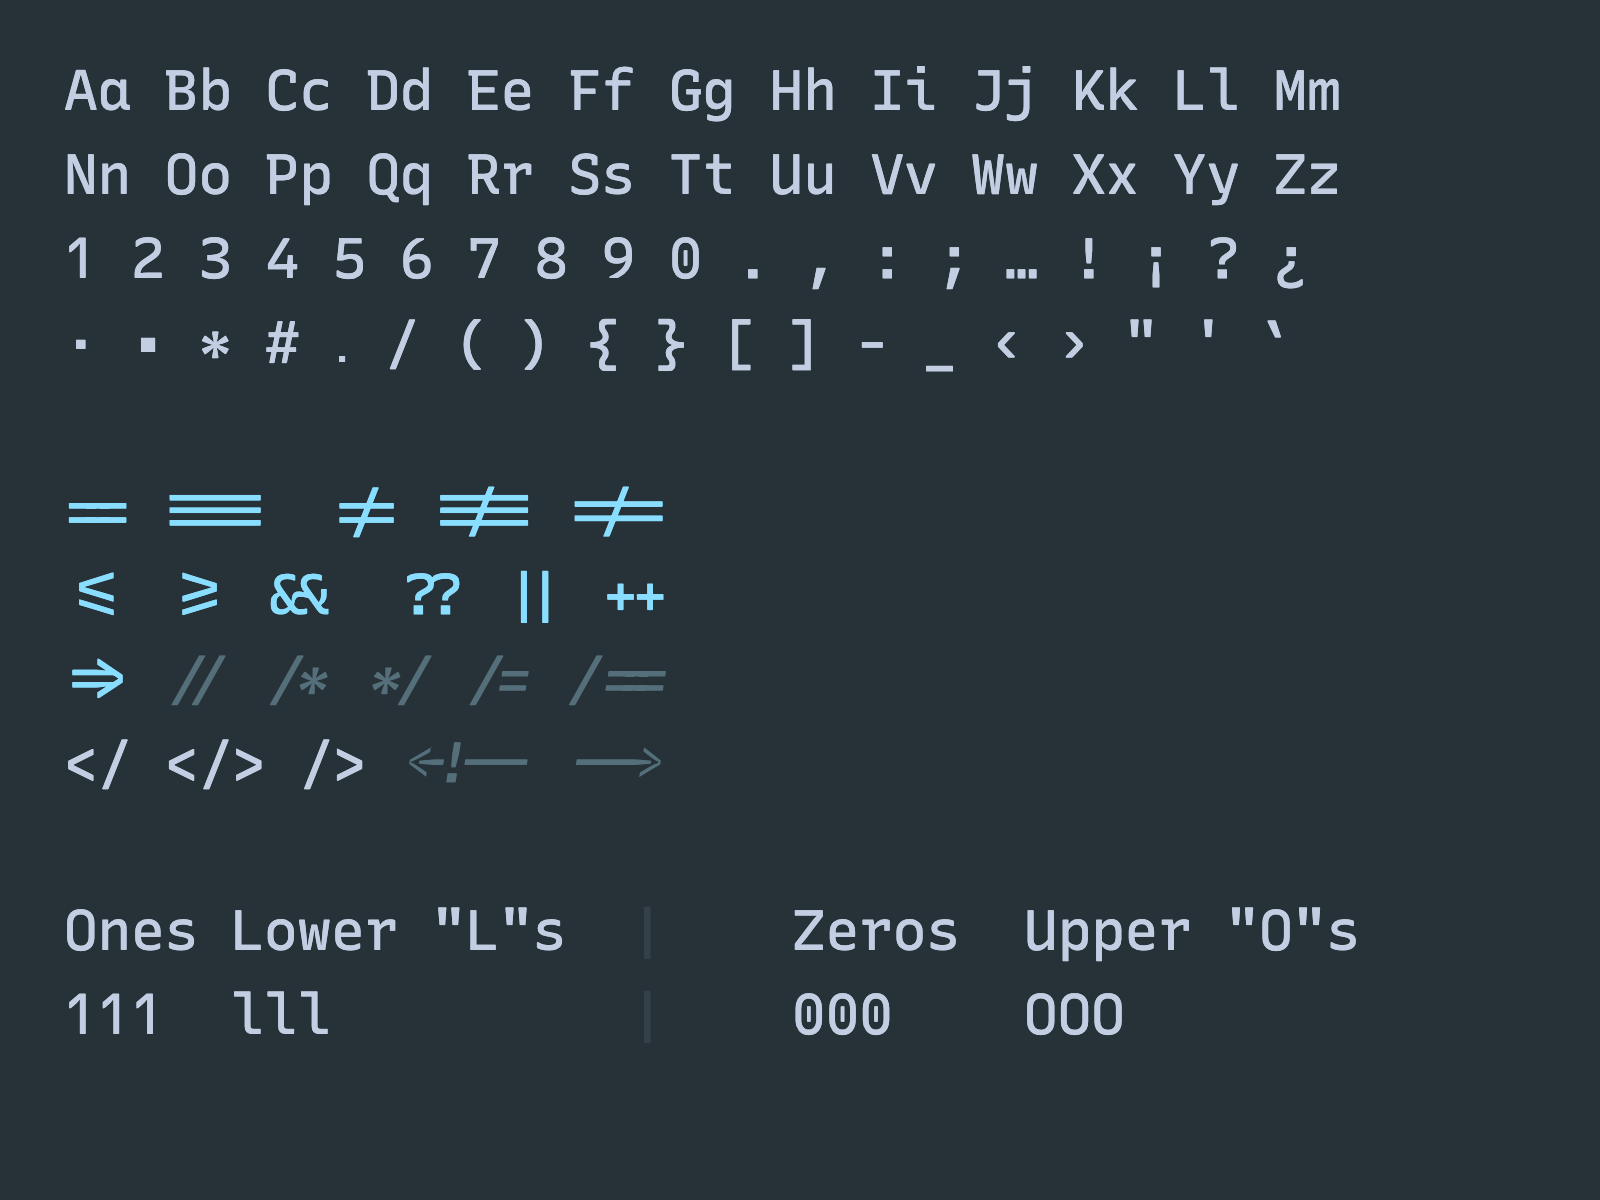 Aa Bb Cc Dd Ee Ff Gg Hh Ii Jj Kk Ll Mm
Nn Oo Pp Qq Rr Ss Tt Uu Vv Ww Xx Yy Zz
1 2 3 4 5 6 7 8 9 0 . , : ; … ! ¡ ? ¿
· ▪ * # . / ( ) { } [ ] - _ ‹ › " ' `
== === != !== =/=
<= >= && ?? || ++
=> // /* */ /= /==
</ </> /> <!-- -->
Ones Lower "L"s | Zeros Upper "O"s
111 lll | 000 OOO